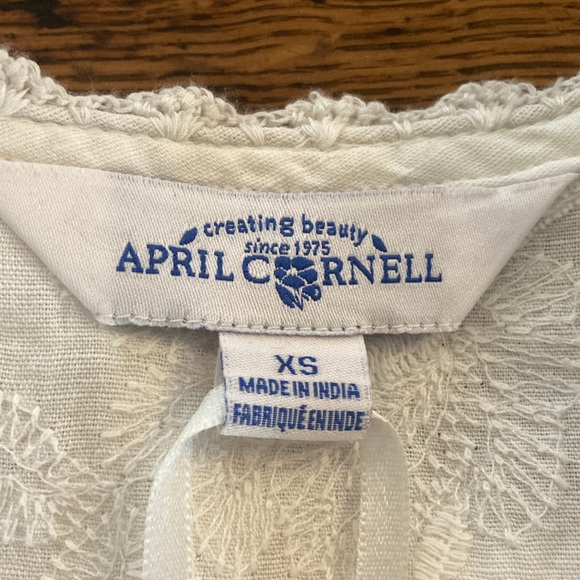 creating beauty
since 1975
APRIL CORNELL
XS
MADE IN INDIA
FABRIQUÉ EN INDE